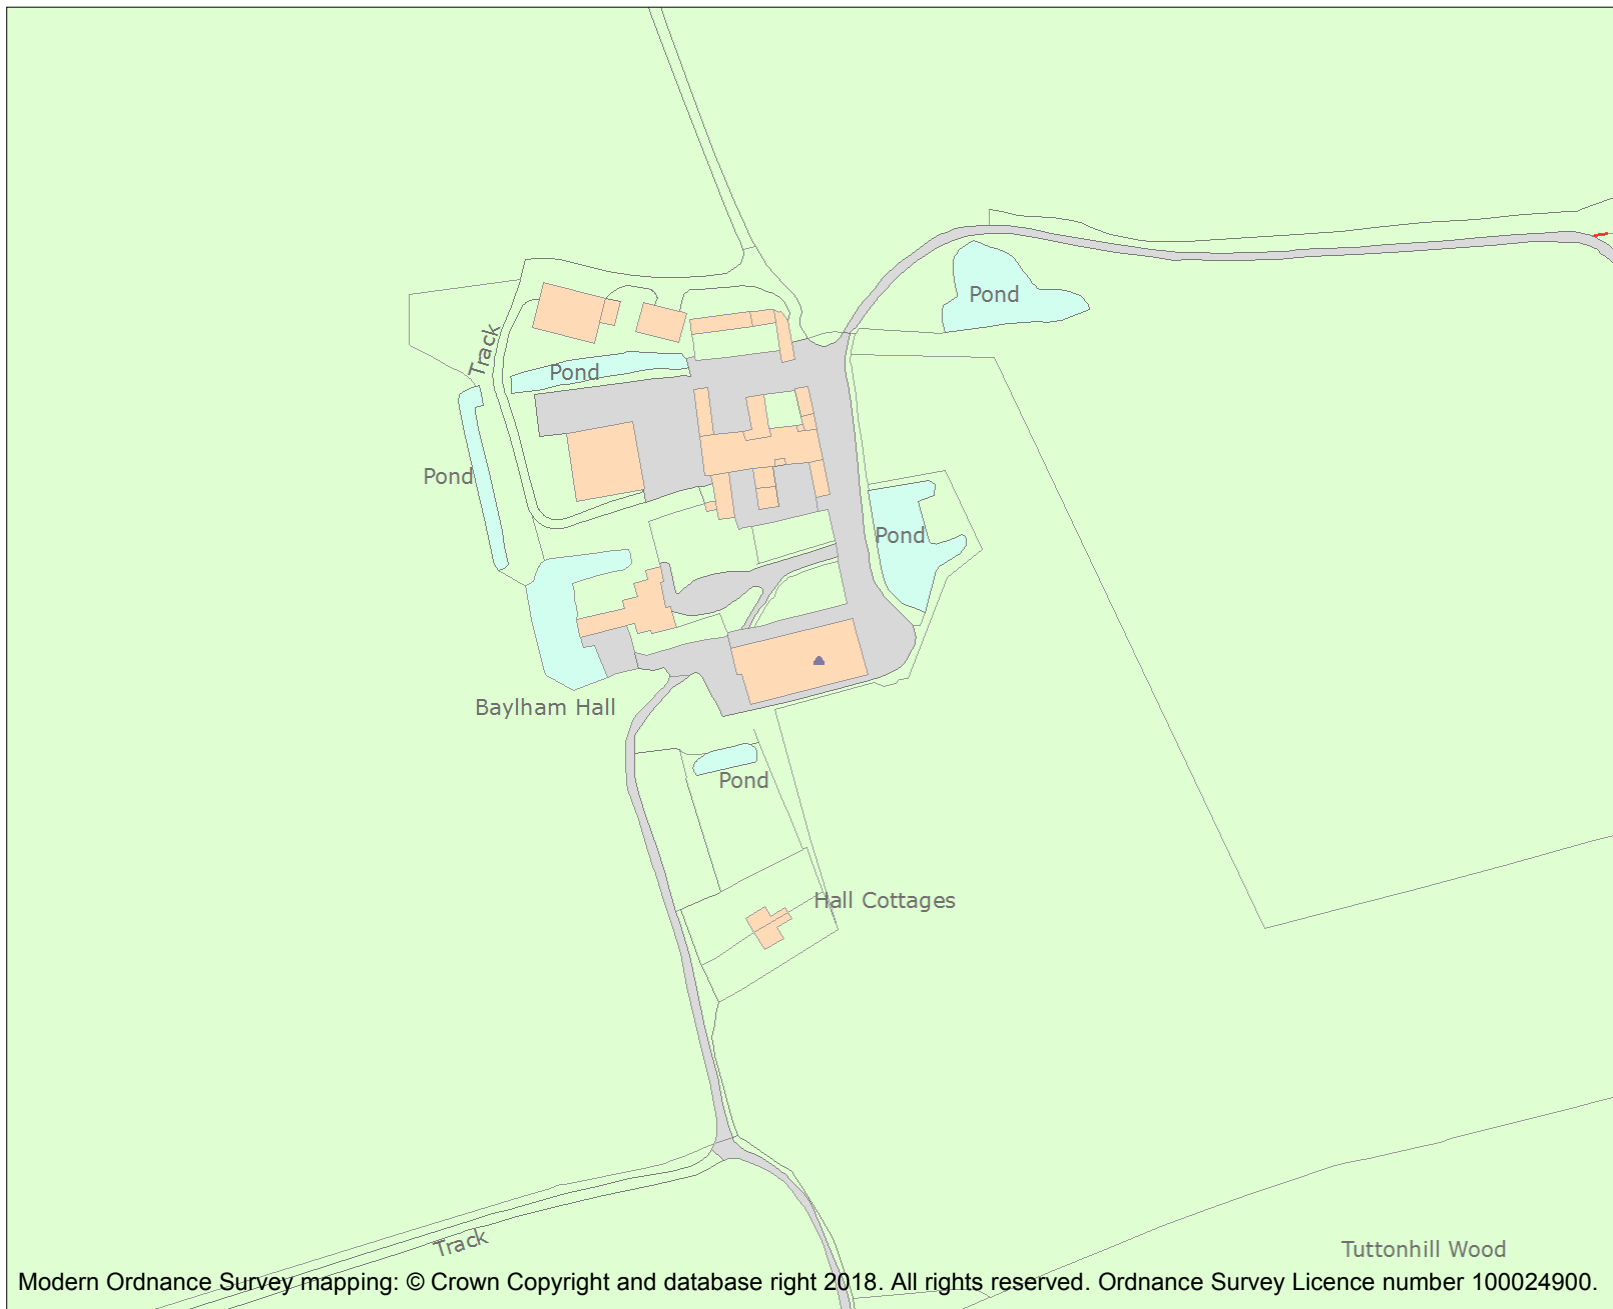 Pond
Track
Pond
Pond
Pond
Baylham Hall
Pond
Hall Cottages
Track
Tuttonhill Wood
Modern Ordnance Survey mapping: © Crown Copyright and database right 2018. All rights reserved. Ordnance Survey Licence number 100024900.